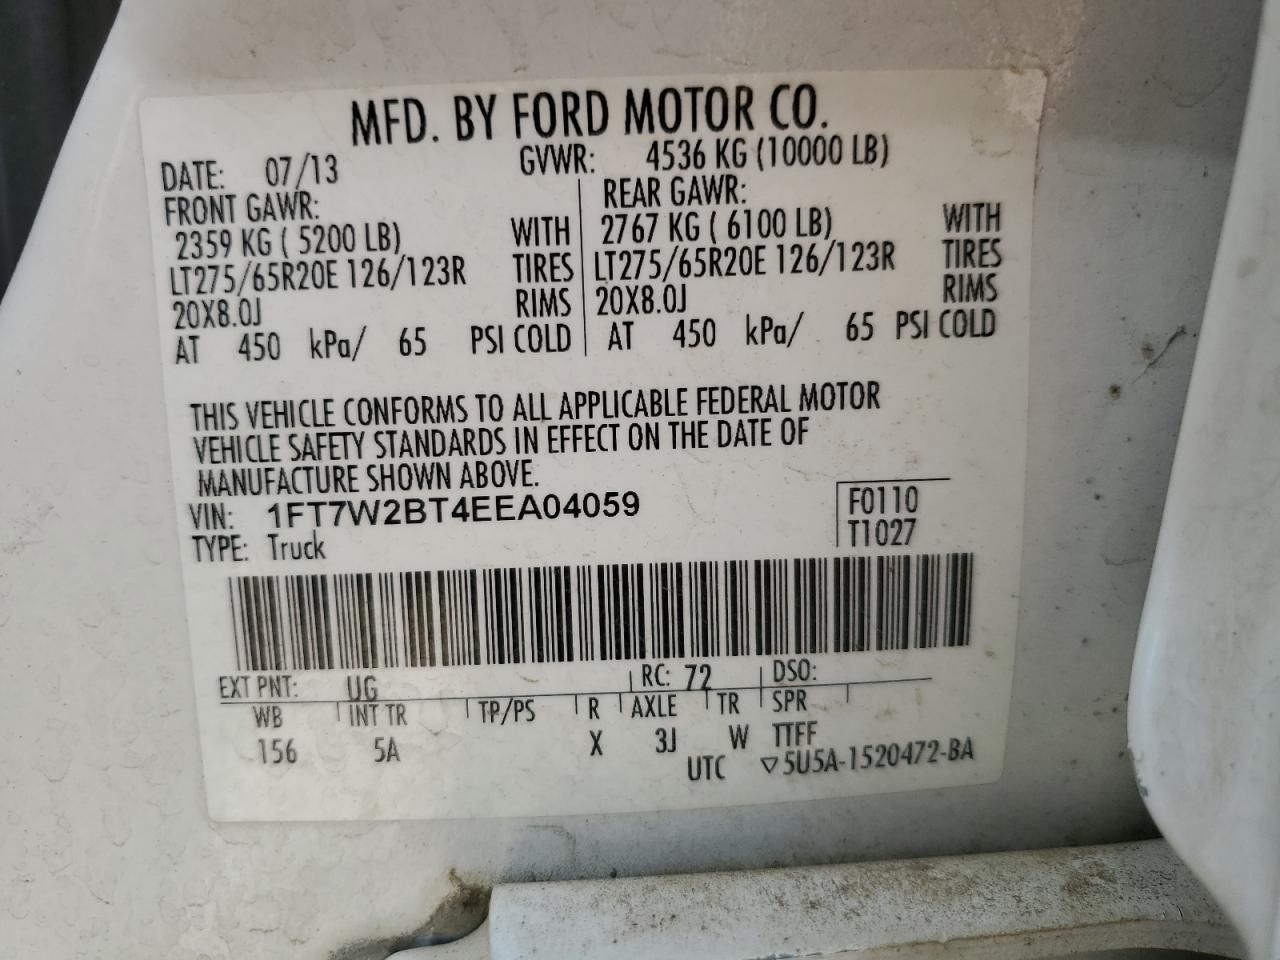 MFD. BY FORD MOTOR CO.
DATE: 07/13 GVWR: 4536 KG (10000 LB)
FRONT GAWR: REAR GAWR:
2359 KG ( 5200 LB) WITH 2767 KG ( 6100 LB) WITH
LT275/65R20E 126/123R TIRES LT275/65R20E 126/123R TIRES
20X8.0J RIMS 20X8.0J RIMS
AT 450 kPa/ 65 PSI COLD AT 450 kPa/ 65 PSI COLD
THIS VEHICLE CONFORMS TO ALL APPLICABLE FEDERAL MOTOR
VEHICLE SAFETY STANDARDS IN EFFECT ON THE DATE OF
MANUFACTURE SHOWN ABOVE.
VIN: 1FT7W2BT4EEA04059 F0110
TYPE: Truck T1027
EXT PNT: UG RC: 72 DSO:
WB INT TR TP/PS R AXLE TR SPR
156 5A X 3J W TTFF
UTC ▽5U5A-1520472-BA